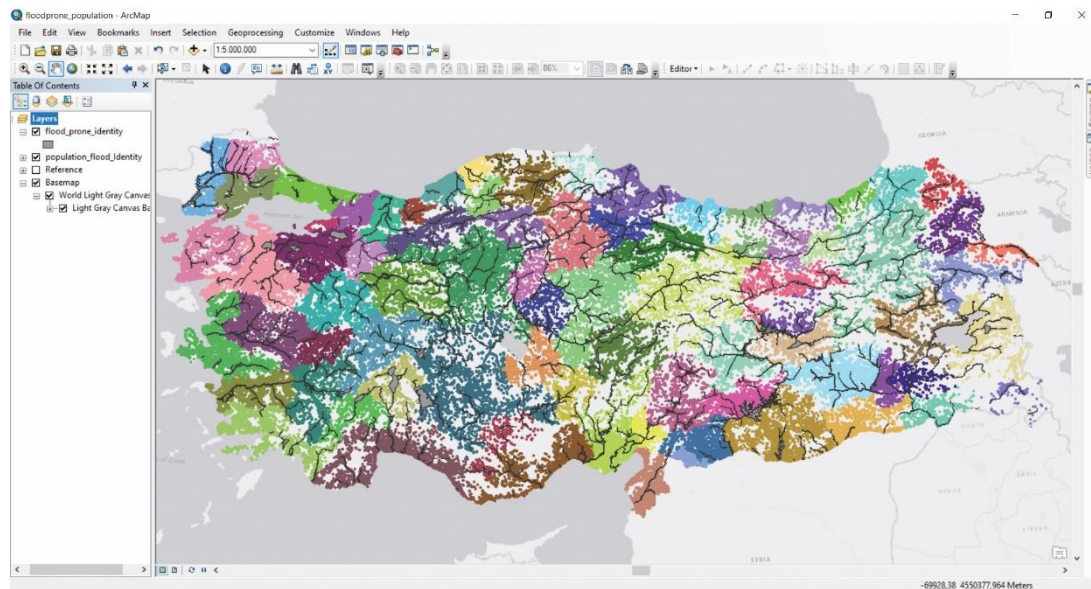 floodprone_population - ArcMap
File Edit View Bookmarks Insert Selection Geoprocessing Customize Windows Help
1:5.000.000
86%
Editor
Table Of Contents
Layers
flood_prone_identity
population_flood_Identity
Reference
Basemap
World Light Gray Canvas
Light Gray Canvas Ba
GEORGIA
ARMENIA
AZERB
SYRIA
-69928,38 4550377,964 Meters